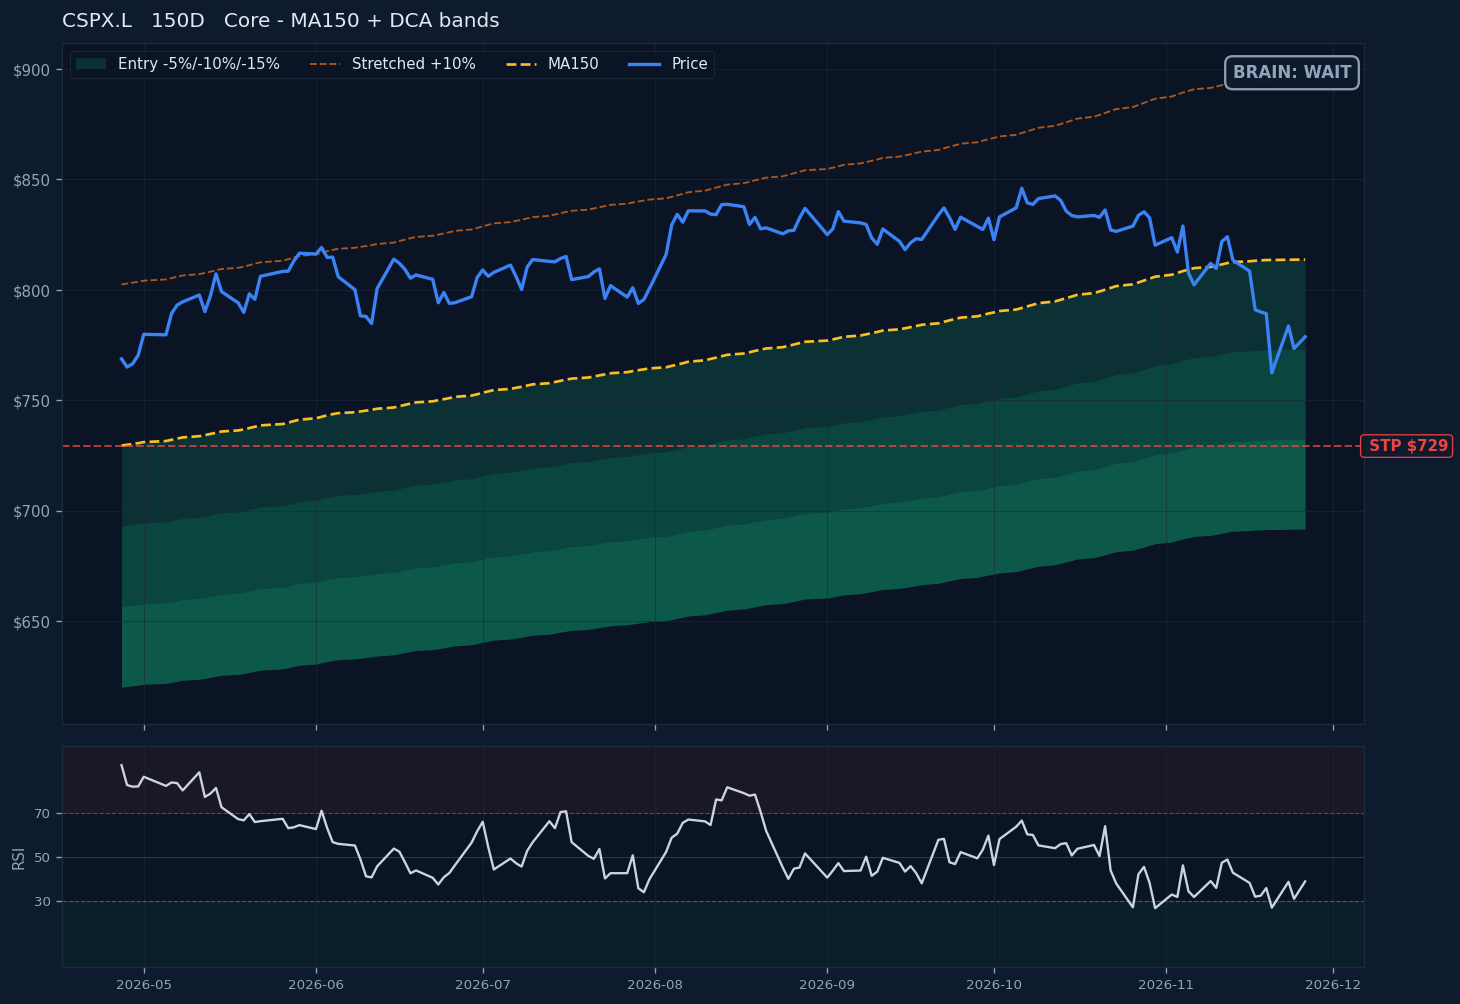 CSPX.L 150D Core - MA150 + DCA bands
Entry -5%/-10%/-15% Stretched +10% MA150 Price
BRAIN: WAIT
$900
$850
$800
$750
$700
$650
STP $729
RSI
70
50
30
2026-05 2026-06 2026-07 2026-08 2026-09 2026-10 2026-11 2026-12